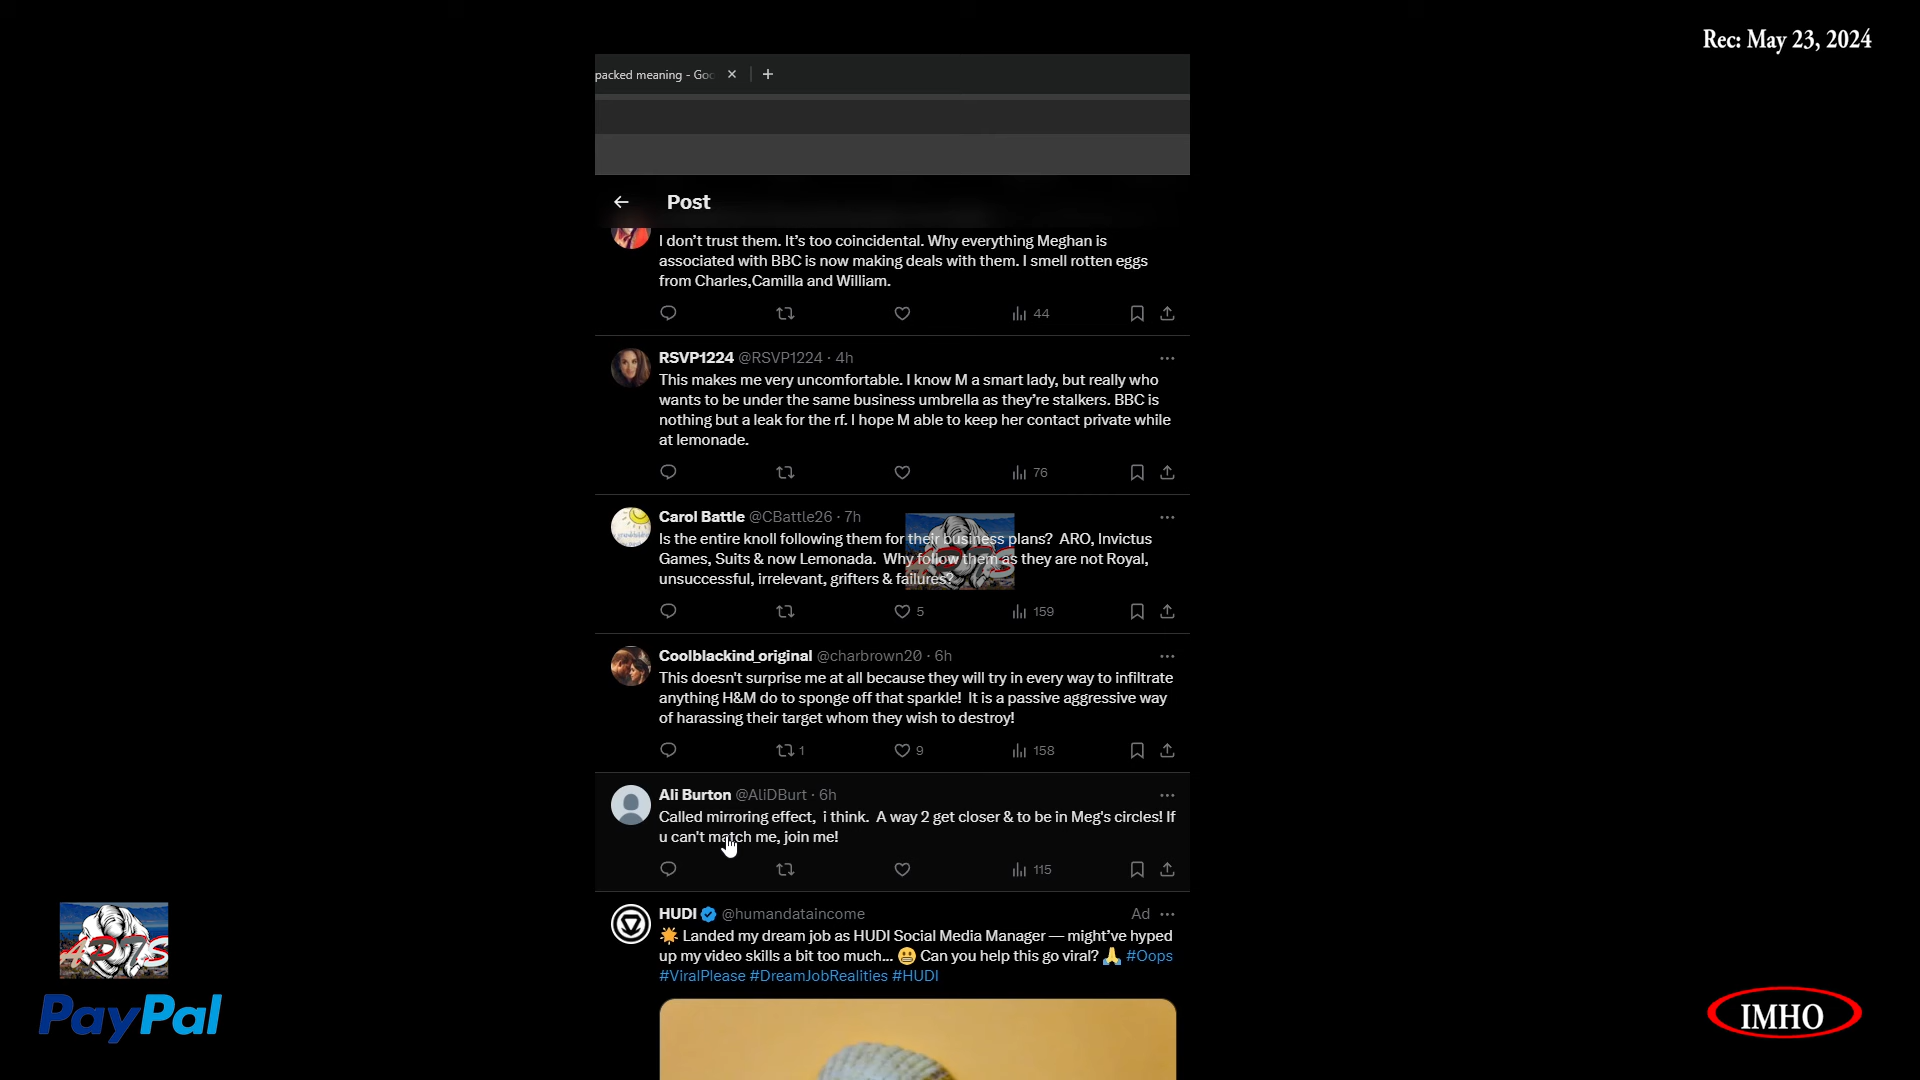 Rec: May 23, 2024
packed meaning - Goo
Post
I don’t trust them. It’s too coincidental. Why everything Meghan is
associated with BBC is now making deals with them. I smell rotten eggs
from Charles,Camilla and William.
44
RSVP1224 @RSVP1224 · 4h
This makes me very uncomfortable. I know M a smart lady, but really who
wants to be under the same business umbrella as they’re stalkers. BBC is
nothing but a leak for the rf. I hope M able to keep her contact private while
at lemonade.
76
Carol Battle @CBattle26 · 7h
Is the entire knoll following them for their business plans? ARO, Invictus
Games, Suits & now Lemonada. Why follow them as they are not Royal,
unsuccessful, irrelevant, grifters & failures?
5 159
Coolblackind_original @charbrown20 · 6h
This doesn't surprise me at all because they will try in every way to infiltrate
anything H&M do to sponge off that sparkle! It is a passive aggressive way
of harassing their target whom they wish to destroy!
1 9 158
Ali Burton @AliDBurt · 6h
Called mirroring effect, i think. A way 2 get closer & to be in Meg's circles! If
u can't match me, join me!
115
HUDI @humandataincome Ad
Landed my dream job as HUDI Social Media Manager — might’ve hyped
up my video skills a bit too much... Can you help this go viral? #Oops
#ViralPlease #DreamJobRealities #HUDI
PayPal
IMHO